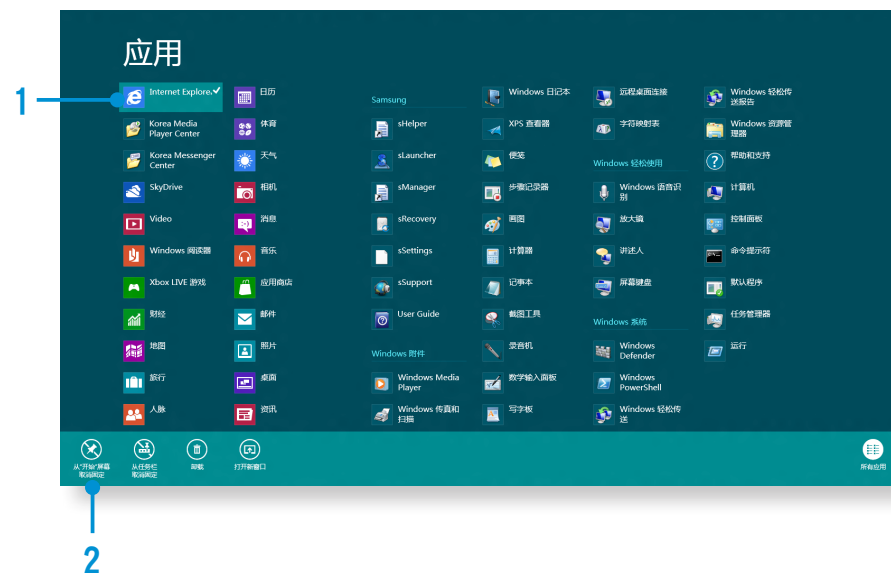 应用
1
Internet Explore.
Korea Media
Player Center
Korea Messenger
Center
SkyDrive
Video
Windows 阅读器
Xbox LIVE 游戏
财经
地图
旅行
人脉
日历
体育
天气
相机
消息
音乐
应用商店
邮件
照片
桌面
资讯
Samsung
sHelper
sLauncher
sManager
sRecovery
sSettings
sSupport
User Guide
Windows 附件
Windows Media
Player
Windows 传真和
扫描
Windows 日记本
XPS 查看器
便笺
步骤记录器
画图
计算器
记事本
截图工具
录音机
数学输入面板
写字板
远程桌面连接
字符映射表
Windows 轻松使用
Windows 语音识
别
放大镜
讲述人
屏幕键盘
Windows 系统
Windows
Defender
Windows
PowerShell
Windows 轻松传
送
Windows 轻松传
送报告
Windows 资源管
理器
帮助和支持
计算机
控制面板
命令提示符
默认程序
任务管理器
运行
从"开始"屏幕
取消固定
从任务栏
取消固定
卸载
打开新窗口
所有应用
2